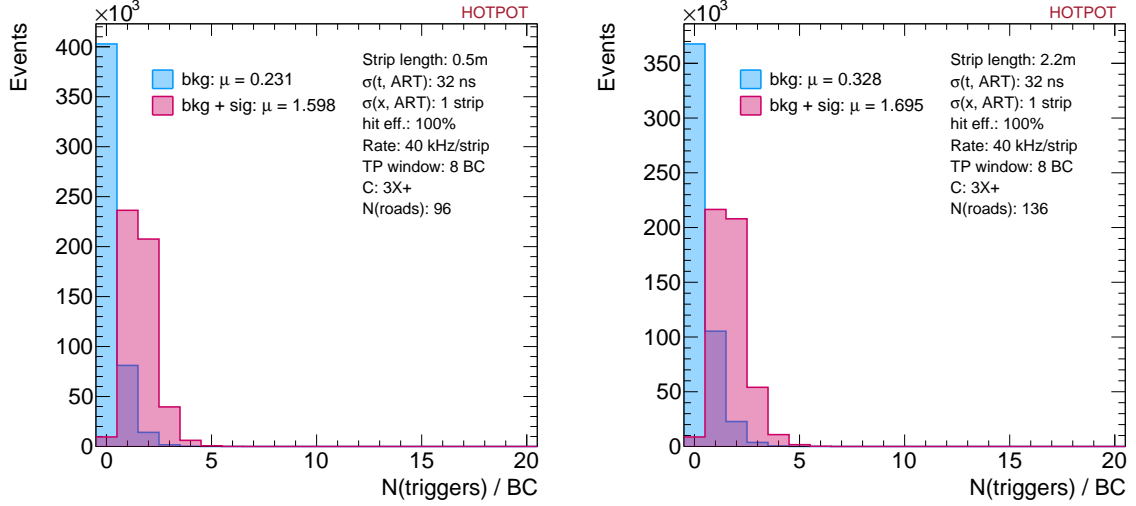 ×10³
HOTPOT
Events
400
350
300
250
200
150
100
50
0
0
5
10
15
20
N(triggers) / BC
bkg: μ = 0.231
bkg + sig: μ = 1.598
Strip length: 0.5m
σ(t, ART): 32 ns
σ(x, ART): 1 strip
hit eff.: 100%
Rate: 40 kHz/strip
TP window: 8 BC
C: 3X+
N(roads): 96
×10³
HOTPOT
Events
350
300
250
200
150
100
50
0
0
5
10
15
20
N(triggers) / BC
bkg: μ = 0.328
bkg + sig: μ = 1.695
Strip length: 2.2m
σ(t, ART): 32 ns
σ(x, ART): 1 strip
hit eff.: 100%
Rate: 40 kHz/strip
TP window: 8 BC
C: 3X+
N(roads): 136